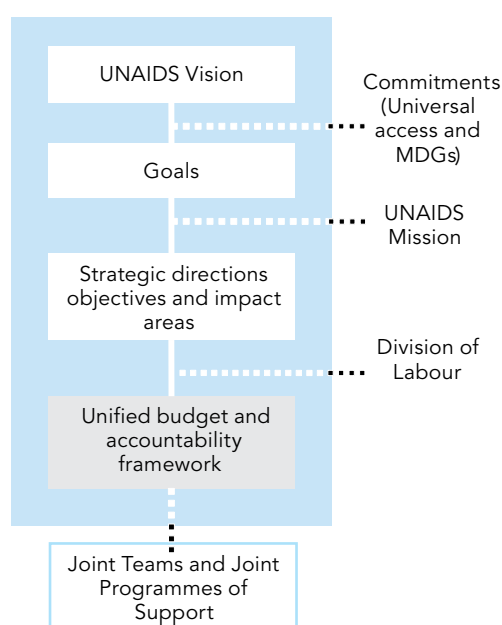 UNAIDS Vision
Commitments
(Universal
access and
MDGs)
Goals
UNAIDS
Mission
Strategic directions
objectives and impact
areas
Division of
Labour
Unified budget and
accountability
framework
Joint Teams and Joint
Programmes of
Support